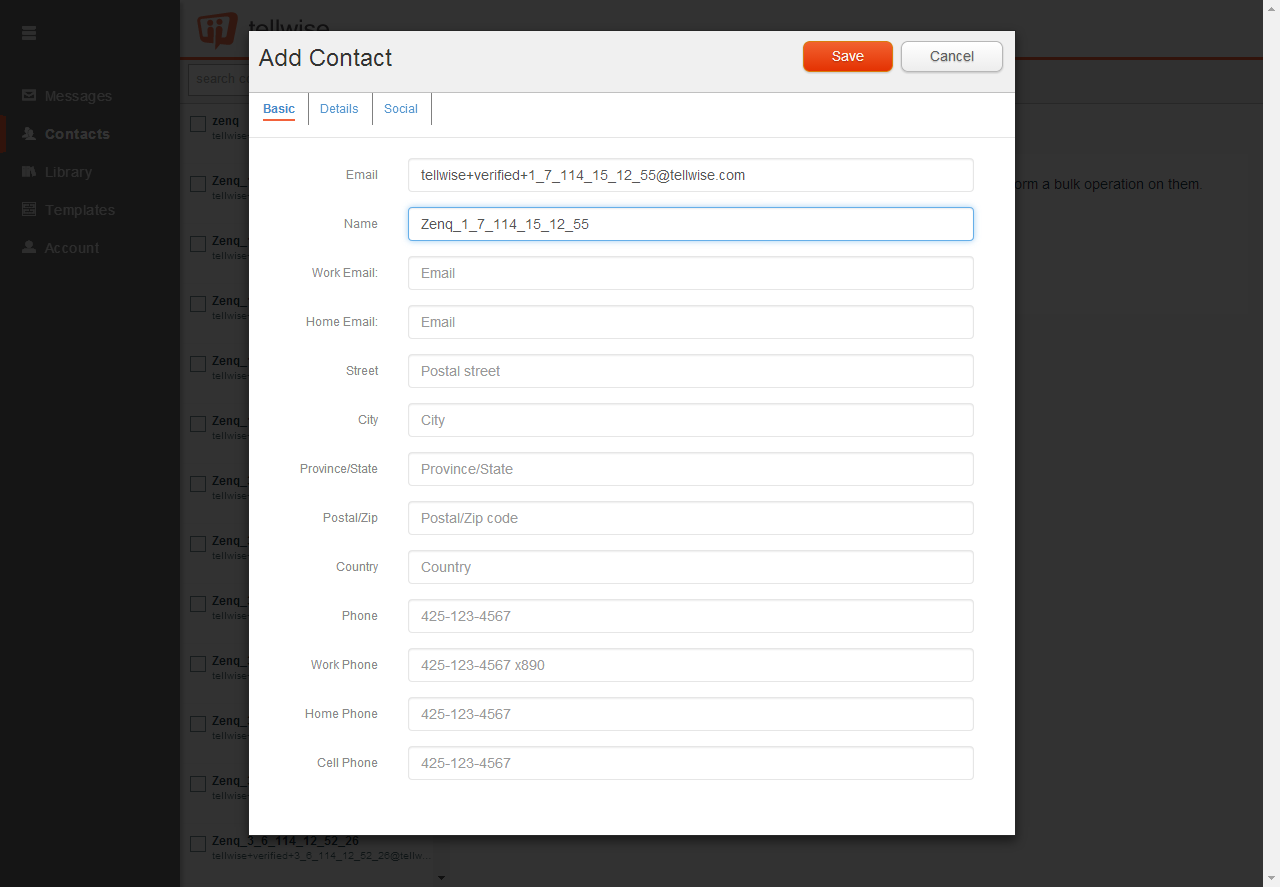 tellwise
Add Contact
Save
Cancel
search
Messages
Contacts
Library
Templates
Account
Basic
Details
Social
zenq
tellwise
Zenq_
tellwise
Zenq_
tellwise
Zenq_
tellwise
Zenq_
tellwise
Zenq_
tellwise
Zenq_
tellwise
Zenq_
tellwise
Zenq_
tellwise
Zenq_
tellwise
Zenq_
tellwise
Zenq_
tellwise
Zenq_3_6_114_12_52_26
tellwise+verified+3_6_114_12_52_26@tellw...
orm a bulk operation on them.
Email tellwise+verified+1_7_114_15_12_55@tellwise.com
Name Zenq_1_7_114_15_12_55
Work Email: Email
Home Email: Email
Street Postal street
City City
Province/State Province/State
Postal/Zip Postal/Zip code
Country Country
Phone 425-123-4567
Work Phone 425-123-4567 x890
Home Phone 425-123-4567
Cell Phone 425-123-4567